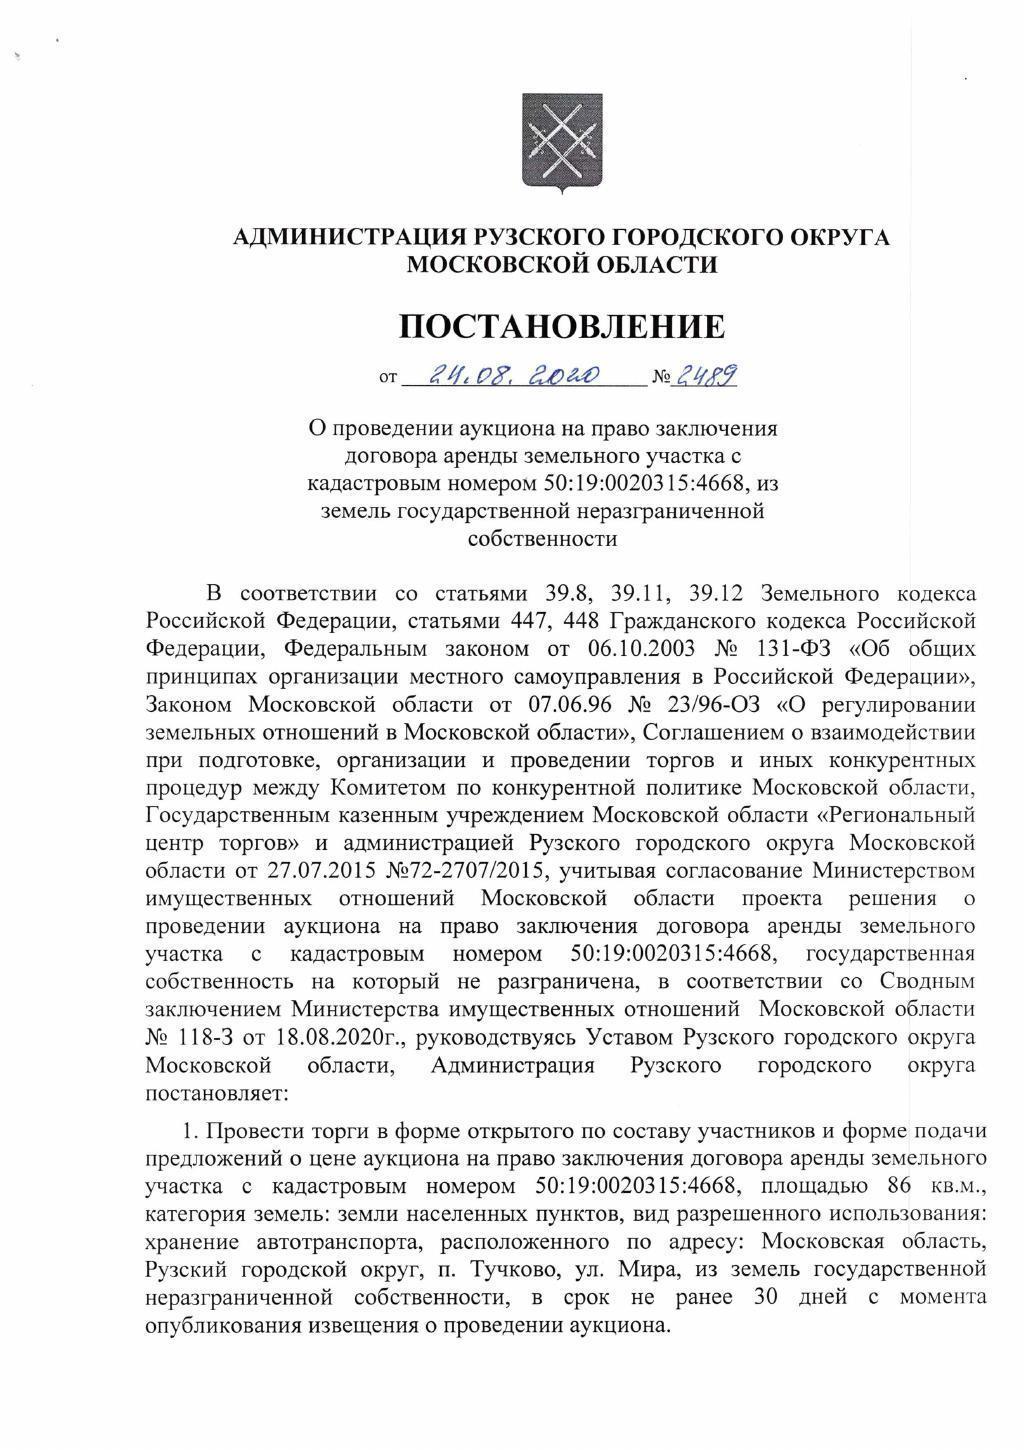 АДМИНИСТРАЦИЯ РУЗСКОГО ГОРОДСКОГО ОКРУГА
МОСКОВСКОЙ ОБЛАСТИ
ПОСТАНОВЛЕНИЕ
от 24.08.2020 № 2489
О проведении аукциона на право заключения
договора аренды земельного участка с
кадастровым номером 50:19:0020315:4668, из
земель государственной неразграниченной
собственности
В соответствии со статьями 39.8, 39.11, 39.12 Земельного кодекса
Российской Федерации, статьями 447, 448 Гражданского кодекса Российской
Федерации, Федеральным законом от 06.10.2003 № 131-ФЗ «Об общих
принципах организации местного самоуправления в Российской Федерации»,
Законом Московской области от 07.06.96 № 23/96-ОЗ «О регулировании
земельных отношений в Московской области», Соглашением о взаимодействии
при подготовке, организации и проведении торгов и иных конкурентных
процедур между Комитетом по конкурентной политике Московской области,
Государственным казенным учреждением Московской области «Региональный
центр торгов» и администрацией Рузского городского округа Московской
области от 27.07.2015 №72-2707/2015, учитывая согласование Министерством
имущественных отношений Московской области проекта решения о
проведении аукциона на право заключения договора аренды земельного
участка с кадастровым номером 50:19:0020315:4668, государственная
собственность на который не разграничена, в соответствии со Сводным
заключением Министерства имущественных отношений Московской области
№ 118-З от 18.08.2020г., руководствуясь Уставом Рузского городского округа
Московской области, Администрация Рузского городского округа
постановляет:
1. Провести торги в форме открытого по составу участников и форме подачи
предложений о цене аукциона на право заключения договора аренды земельного
участка с кадастровым номером 50:19:0020315:4668, площадью 86 кв.м.,
категория земель: земли населенных пунктов, вид разрешенного использования:
хранение автотранспорта, расположенного по адресу: Московская область,
Рузский городской округ, п. Тучково, ул. Мира, из земель государственной
неразграниченной собственности, в срок не ранее 30 дней с момента
опубликования извещения о проведении аукциона.